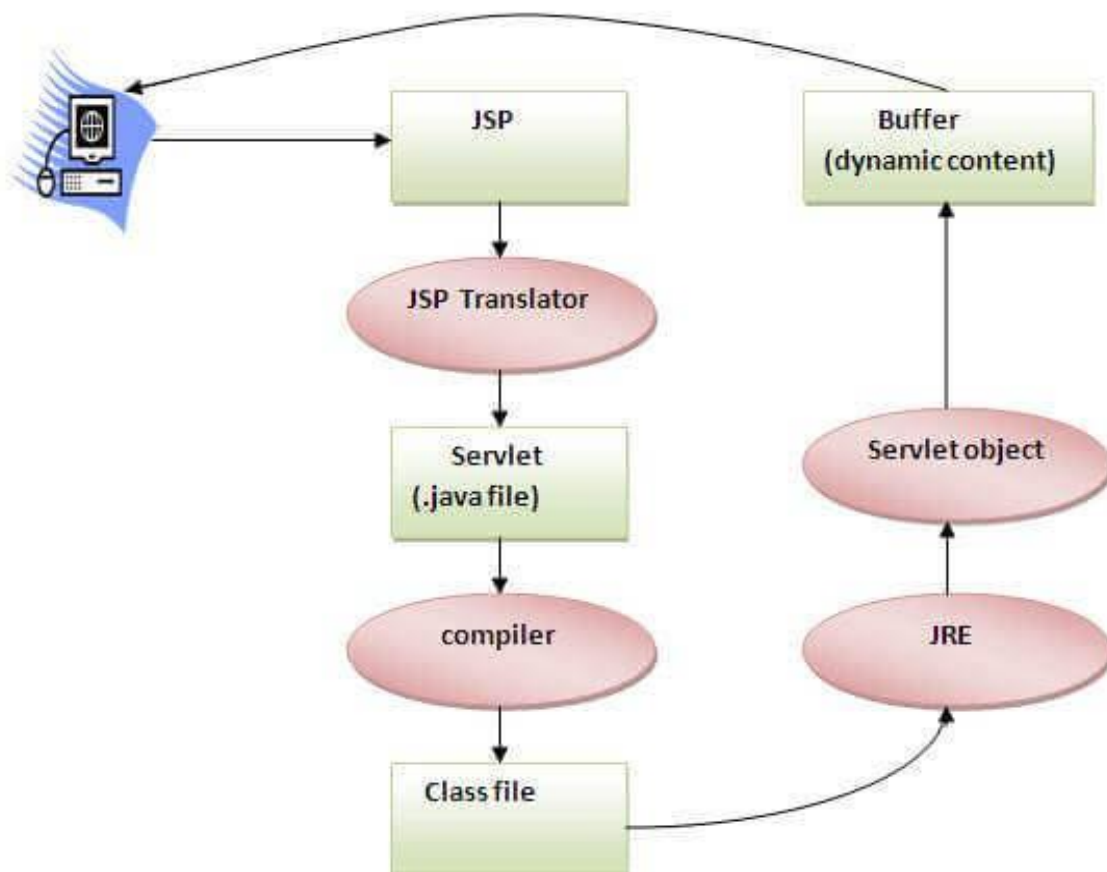 JSP
Buffer
(dynamic content)
JSP Translator
Servlet
(.java file)
Servlet object
compiler
JRE
Class file